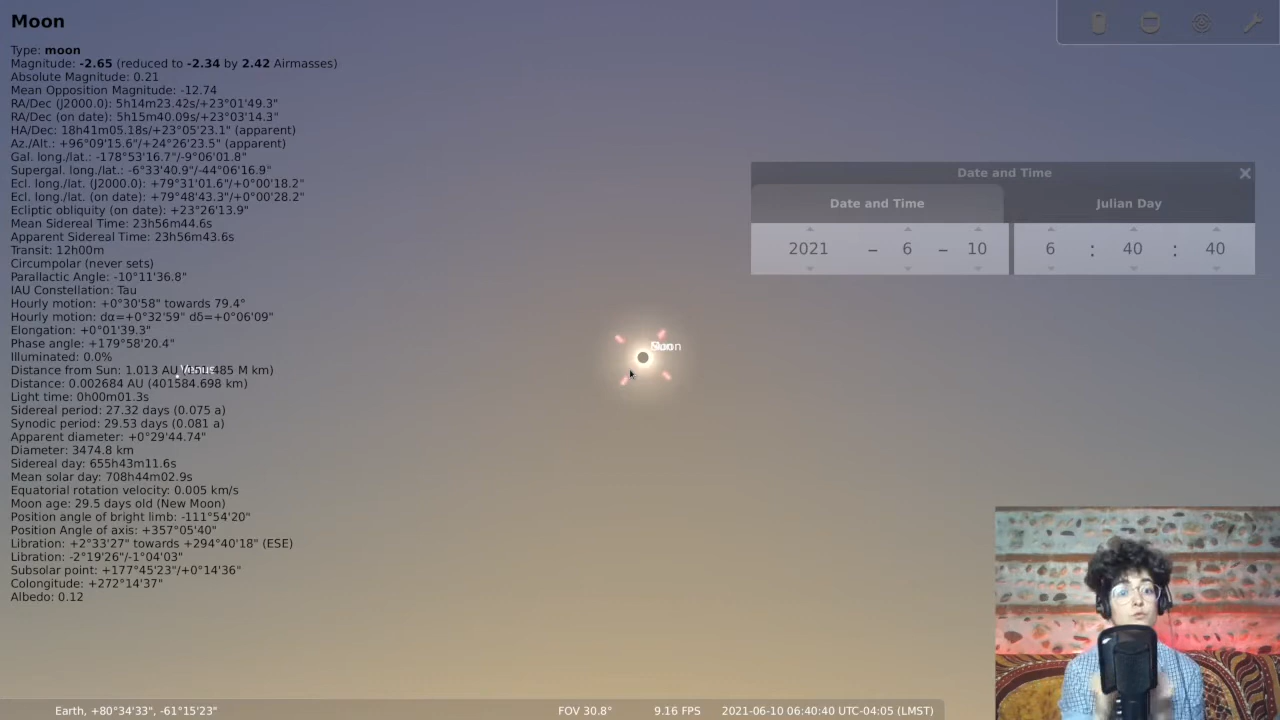 Moon
Type: moon
Magnitude: -2.65 (reduced to -2.34 by 2.42 Airmasses)
Absolute Magnitude: 0.21
Mean Opposition Magnitude: -12.74
RA/Dec (J2000.0): 5h14m23.42s/+23°01'49.3"
RA/Dec (on date): 5h15m40.09s/+23°03'14.3"
HA/Dec: 18h41m05.18s/+23°05'23.1" (apparent)
Az./Alt.: +96°09'15.6"/+24°26'23.5" (apparent)
Gal. long./lat.: -178°53'16.7"/-9°06'01.8"
Supergal. long./lat.: -6°33'40.9"/-44°06'16.9"
Ecl. long./lat. (J2000.0): +79°31'01.6"/+0°00'18.2"
Ecl. long./lat. (on date): +79°48'43.3"/+0°00'28.2"
Ecliptic obliquity (on date): +23°26'13.9"
Mean Sidereal Time: 23h56m44.6s
Apparent Sidereal Time: 23h56m43.6s
Transit: 12h00m
Circumpolar (never sets)
Parallactic Angle: -10°11'36.8"
IAU Constellation: Tau
Hourly motion: +0°30'58" towards 79.4°
Hourly motion: dα=+0°32'59" dδ=+0°06'09"
Elongation: +0°01'39.3"
Phase angle: +179°58'20.4"
Illuminated: 0.0%
Distance from Sun: 1.013 AU 485 M km)
Venus
Distance: 0.002684 AU (401584.698 km)
Light time: 0h00m01.3s
Sidereal period: 27.32 days (0.075 a)
Synodic period: 29.53 days (0.081 a)
Apparent diameter: +0°29'44.74"
Diameter: 3474.8 km
Sidereal day: 655h43m11.6s
Mean solar day: 708h44m02.9s
Equatorial rotation velocity: 0.005 km/s
Moon age: 29.5 days old (New Moon)
Position angle of bright limb: -111°54'20"
Position Angle of axis: +357°05'40"
Libration: +2°33'27" towards +294°40'18" (ESE)
Libration: -2°19'26"/-1°04'03"
Subsolar point: +177°45'23"/+0°14'36"
Colongitude: +272°14'37"
Albedo: 0.12
Date and Time
Date and Time Julian Day
2021 – 6 – 10 6 : 40 : 40
Moon
Earth, +80°34'33", -61°15'23" FOV 30.8° 9.16 FPS 2021-06-10 06:40:40 UTC-04:05 (LMST)